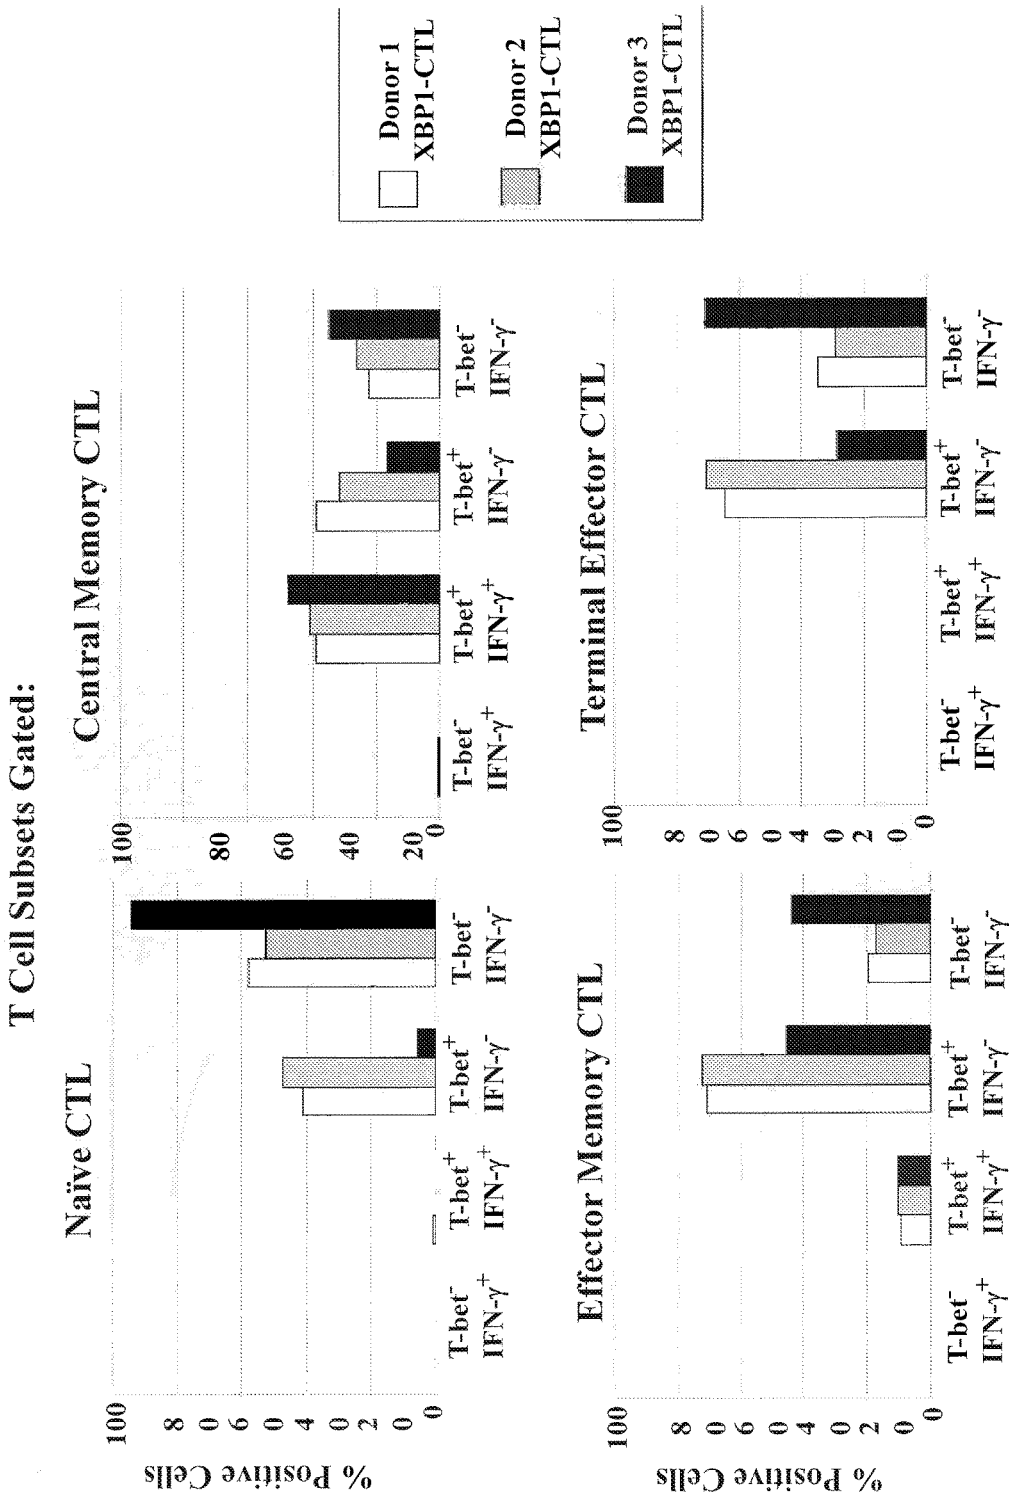 T Cell Subsets Gated:
Naïve CTL
% Positive Cells
100
8
0 6
0 4
0 2
0 0
T-bet⁻
IFN-γ⁺
T-bet⁺
IFN-γ⁺
T-bet⁺
IFN-γ⁻
T-bet⁻
IFN-γ⁻
Central Memory CTL
100
80
60
40
20
0
T-bet⁻
IFN-γ⁺
T-bet⁺
IFN-γ⁺
T-bet⁺
IFN-γ⁻
T-bet⁻
IFN-γ⁻
Donor 1
XBP1-CTL
Donor 2
XBP1-CTL
Donor 3
XBP1-CTL
Effector Memory CTL
% Positive Cells
100
8
0 6
0 4
0 2
0 0
T-bet⁻
IFN-γ⁺
T-bet⁺
IFN-γ⁺
T-bet⁺
IFN-γ⁻
T-bet⁻
IFN-γ⁻
Terminal Effector CTL
100
8
0 6
0 4
0 2
0 0
T-bet⁻
IFN-γ⁺
T-bet⁺
IFN-γ⁺
T-bet⁺
IFN-γ⁻
T-bet⁻
IFN-γ⁻